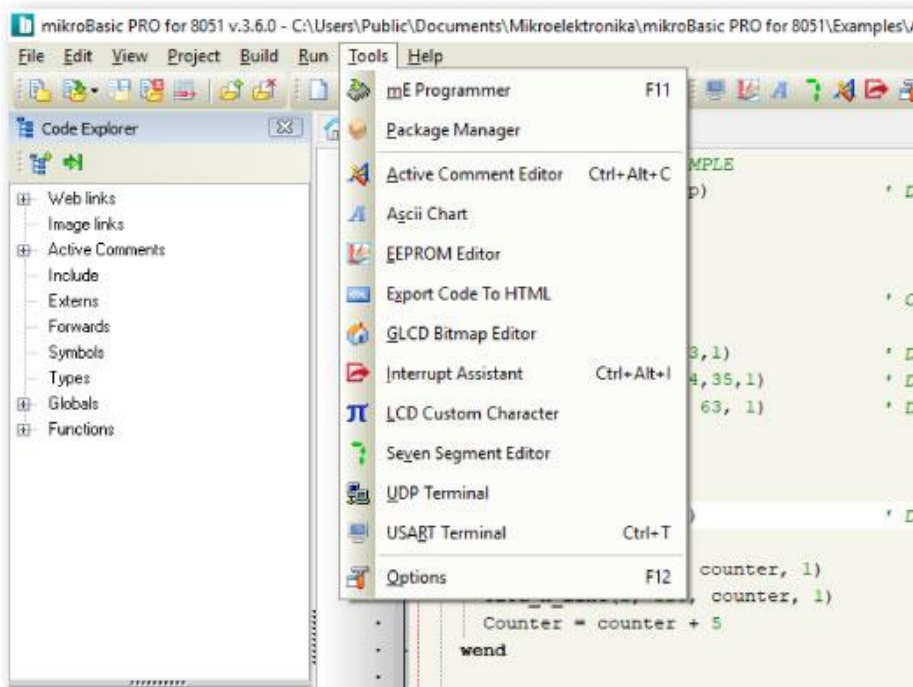 mikroBasic PRO for 8051 v.3.6.0 - C:\Users\Public\Documents\Mikroelektronika\mikroBasic PRO for 8051\Examples\
File Edit View Project Build Run Tools Help
Code Explorer
Web links
Image links
Active Comments
Include
Externs
Forwards
Symbols
Types
Globals
Functions
mE Programmer F11
Package Manager
Active Comment Editor Ctrl+Alt+C
Ascii Chart
EEPROM Editor
Export Code To HTML
GLCD Bitmap Editor
Interrupt Assistant Ctrl+Alt+I
LCD Custom Character
Seven Segment Editor
UDP Terminal
USART Terminal Ctrl+T
Options F12
MPLE
p) '
'
3,1) '
4,35,1) '
63, 1) '
) '
counter, 1)
, counter, 1)
Counter = counter + 5
wend